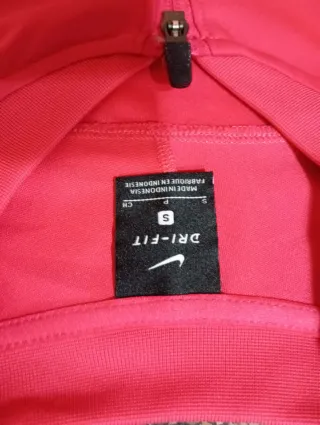 DRI-FIT
S
S P CH
MADE IN INDONESIA
FABRIQUE EN INDONESIE